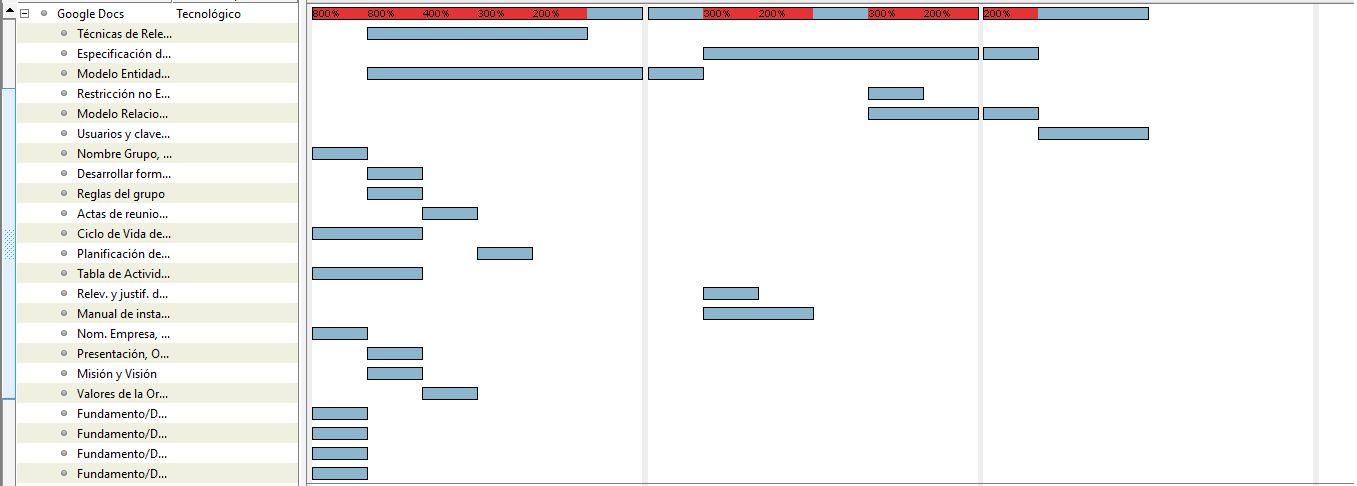 Google Docs Tecnológico 800% 800% 400% 300% 200% 300% 200% 300% 200% 200%
Técnicas de Rele...
Especificación d...
Modelo Entidad...
Restricción no E...
Modelo Relacio...
Usuarios y clave...
Nombre Grupo, ...
Desarrollar form...
Reglas del grupo
Actas de reunio...
Ciclo de Vida de...
Planificación de...
Tabla de Activid...
Relev. y justif. d...
Manual de insta...
Nom. Empresa, ...
Presentación, O...
Misión y Visión
Valores de la Or...
Fundamento/D...
Fundamento/D...
Fundamento/D...
Fundamento/D...